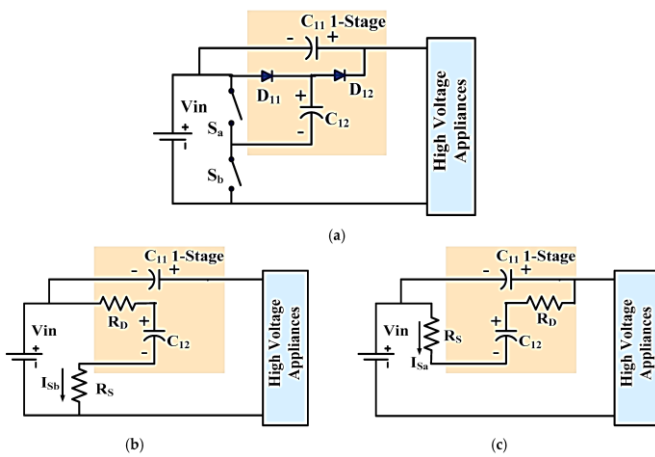 C11 1-Stage
- +
D11
D12
+
C12
-
Vin
+
-
Sa
Sb
High Voltage
Appliances
(a)
C11 1-Stage
- +
RD
+
C12
-
Vin
+
-
ISb
RS
High Voltage
Appliances
(b)
C11 1-Stage
- +
RD
+
C12
-
Vin
+
-
RS
ISa
High Voltage
Appliances
(c)